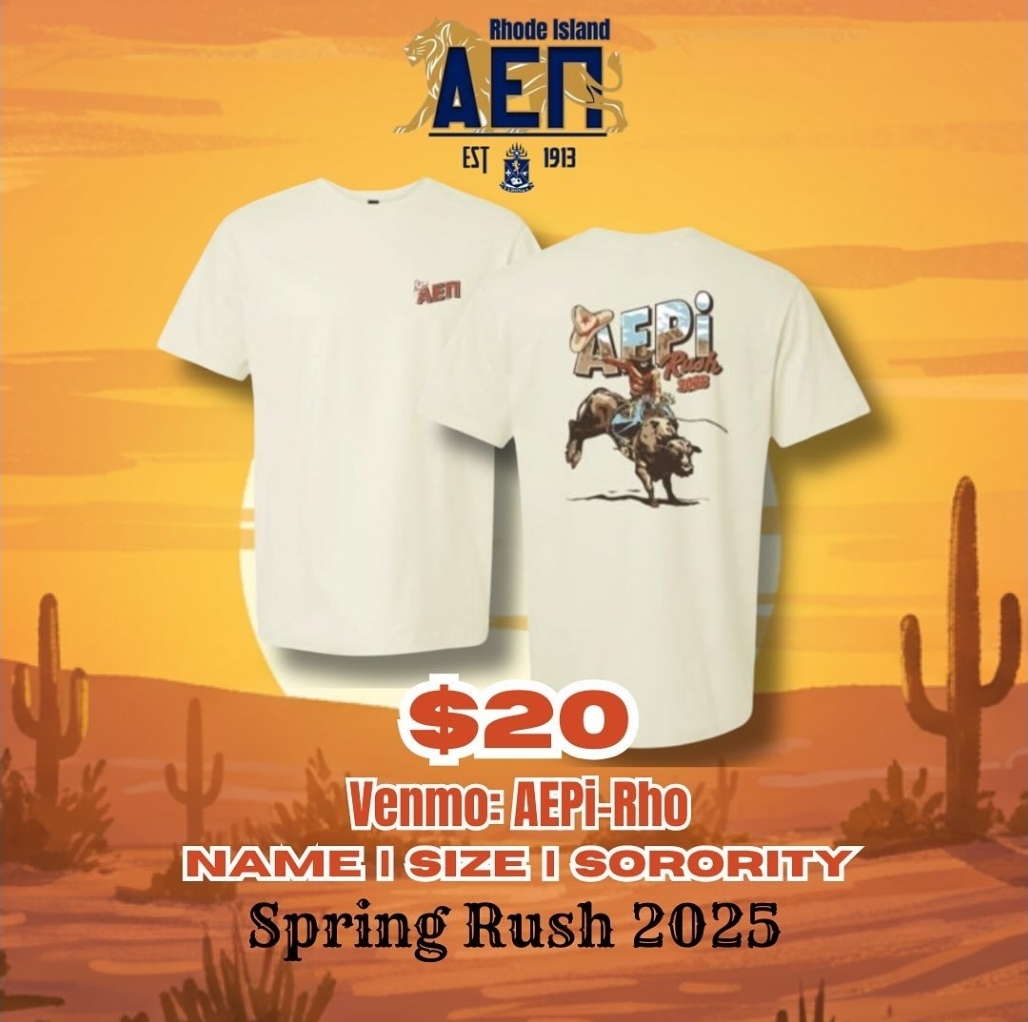 Rhode Island
ΑΕΠ
EST 1913
ΑΕΠ
AEPi
Rush
$20
Venmo: AEPi-Rho
NAME | SIZE | SORORITY
Spring Rush 2025